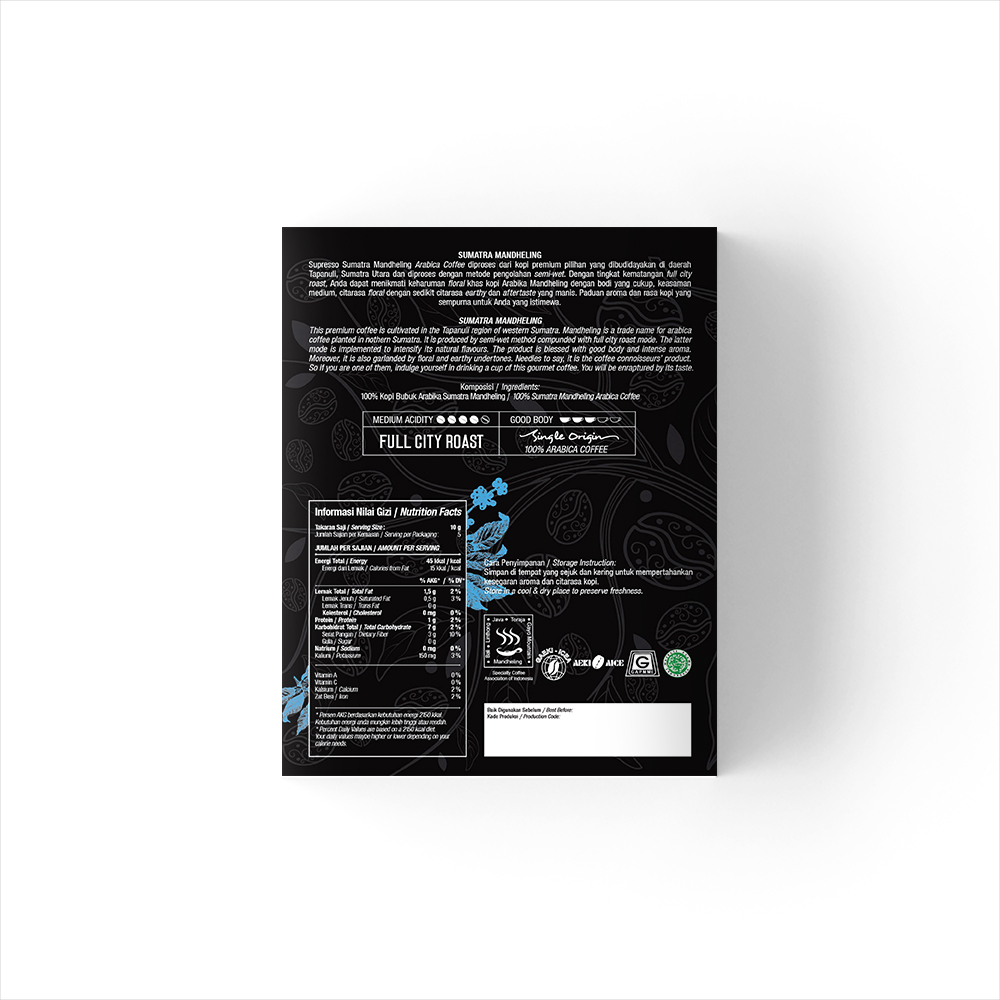 SUMATRA MANDHELING
Supresso Sumatra Mandheling Arabica Coffee diproses dari kopi premium pilihan yang dibudidayakan di daerah
Tapanuli, Sumatra Utara dan diproses dengan metode pengolahan semi-wet. Dengan tingkat kematangan full city
roast, Anda dapat menikmati keharuman floral khas kopi Arabika Mandheling dengan bodi yang cukup, keasaman
medium, citarasa floral dengan sedikit citarasa earthy dan aftertaste yang manis. Paduan aroma dan rasa kopi yang
sempurna untuk Anda yang istimewa.
SUMATRA MANDHELING
This premium coffee is cultivated in the Tapanuli region of western Sumatra. Mandheling is a trade name for arabica
coffee planted in nothern Sumatra. It is produced by semi-wet method compunded with full city roast mode. The latter
mode is implemented to intensify its natural flavours. The product is blessed with good body and intense aroma.
Moreover, it is also garlanded by floral and earthy undertones. Needles to say, it is the coffee connoisseurs' product.
So if you are one of them, indulge yourself in drinking a cup of this gourmet coffee. You will be enraptured by its taste.
Komposisi / Ingredients:
100% Kopi Bubuk Arabika Sumatra Mandheling / 100% Sumatra Mandheling Arabica Coffee
MEDIUM ACIDITY
GOOD BODY
FULL CITY ROAST
Single Origin
100% ARABICA COFFEE
Informasi Nilai Gizi / Nutrition Facts
Takaran Saji / Serving Size : 10 g
Jumlah Sajian per Kemasan / Serving per Packaging : 5
JUMLAH PER SAJIAN / AMOUNT PER SERVING
Energi Total / Energy 45 kkal / kcal
Energi dari Lemak / Calories from Fat 15 kkal / kcal
% AKG* / % DV*
Lemak Total / Total Fat 1,5 g 2 %
Lemak Jenuh / Saturated Fat 0,5 g 3 %
Lemak Trans / Trans Fat 0 g
Kolesterol / Cholesterol 0 mg 0 %
Protein / Protein 1 g 2 %
Karbohidrat Total / Total Carbohydrate 7 g 2 %
Serat Pangan / Dietary Fiber 3 g 10 %
Gula / Sugar 0 g
Natrium / Sodium 0 mg 0 %
Kalium / Potassium 150 mg 3 %
Vitamin A 0 %
Vitamin C 0 %
Kalsium / Calcium 2 %
Zat Besi / Iron 2 %
* Persen AKG berdasarkan kebutuhan energi 2150 kkal.
Kebutuhan energi anda mungkin lebih tinggi atau rendah.
* Percent Daily Values are based on a 2150 kcal diet.
Your daily values maybe higher or lower depending on your
calorie needs.
Cara Penyimpanan / Storage Instruction:
Simpan di tempat yang sejuk dan kering untuk mempertahankan
kesegaran aroma dan citarasa kopi.
Store in a cool & dry place to preserve freshness.
Java Toraja
Bali Lintong
Gayo Mountain
Mandheling
Specialty Coffee
Association of Indonesia
GAEKI - ICEA
AEKI AICE
G
GAPMMI
Baik Digunakan Sebelum / Best Before:
Kode Produksi / Production Code: